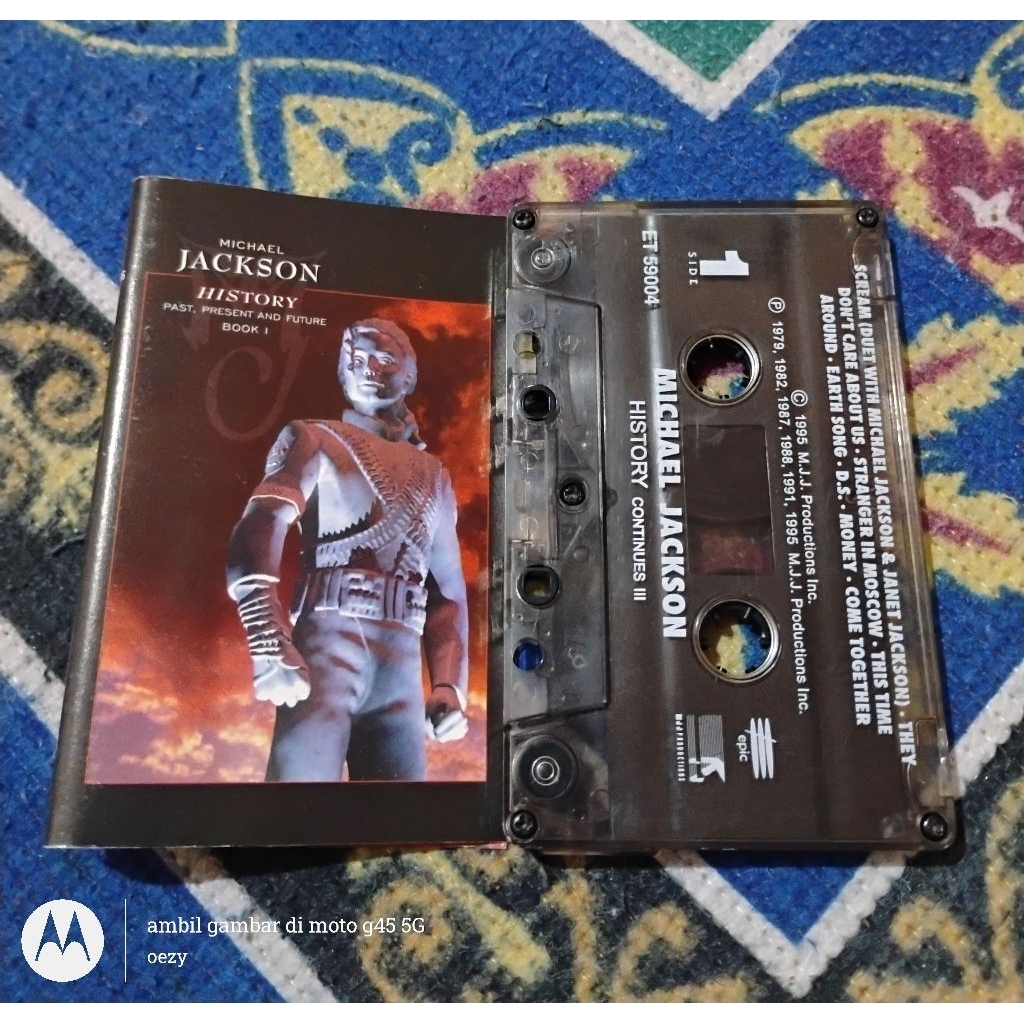 MICHAEL
JACKSON
HISTORY
PAST, PRESENT AND FUTURE
BOOK I
ET 59004
SIDE
1
SCREAM (DUET WITH MICHAEL JACKSON & JANET JACKSON) • THEY
DON'T CARE ABOUT US • STRANGER IN MOSCOW • THIS TIME
AROUND • EARTH SONG • D.S. • MONEY • COME TOGETHER
© 1995 M.J.J. Productions Inc.
℗ 1979, 1982, 1987, 1988, 1991, 1995 M.J.J. Productions Inc.
MICHAEL JACKSON
HISTORY CONTINUES III
epic
MJJ PRODUCTIONS
ambil gambar di moto g45 5G
oezy